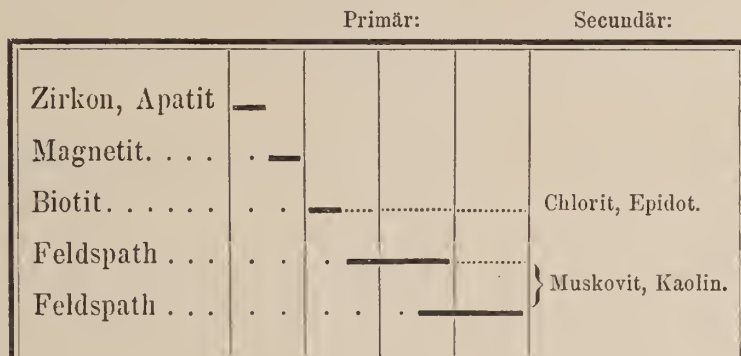 Primär: Secundär:
Zirkon, Apatit
Magnetit. . . . . .
Biotit. . . . . . . . Chlorit, Epidot.
Feldspath . . . . . . .
Muskovit, Kaolin.
Feldspath . . . . . . . . .